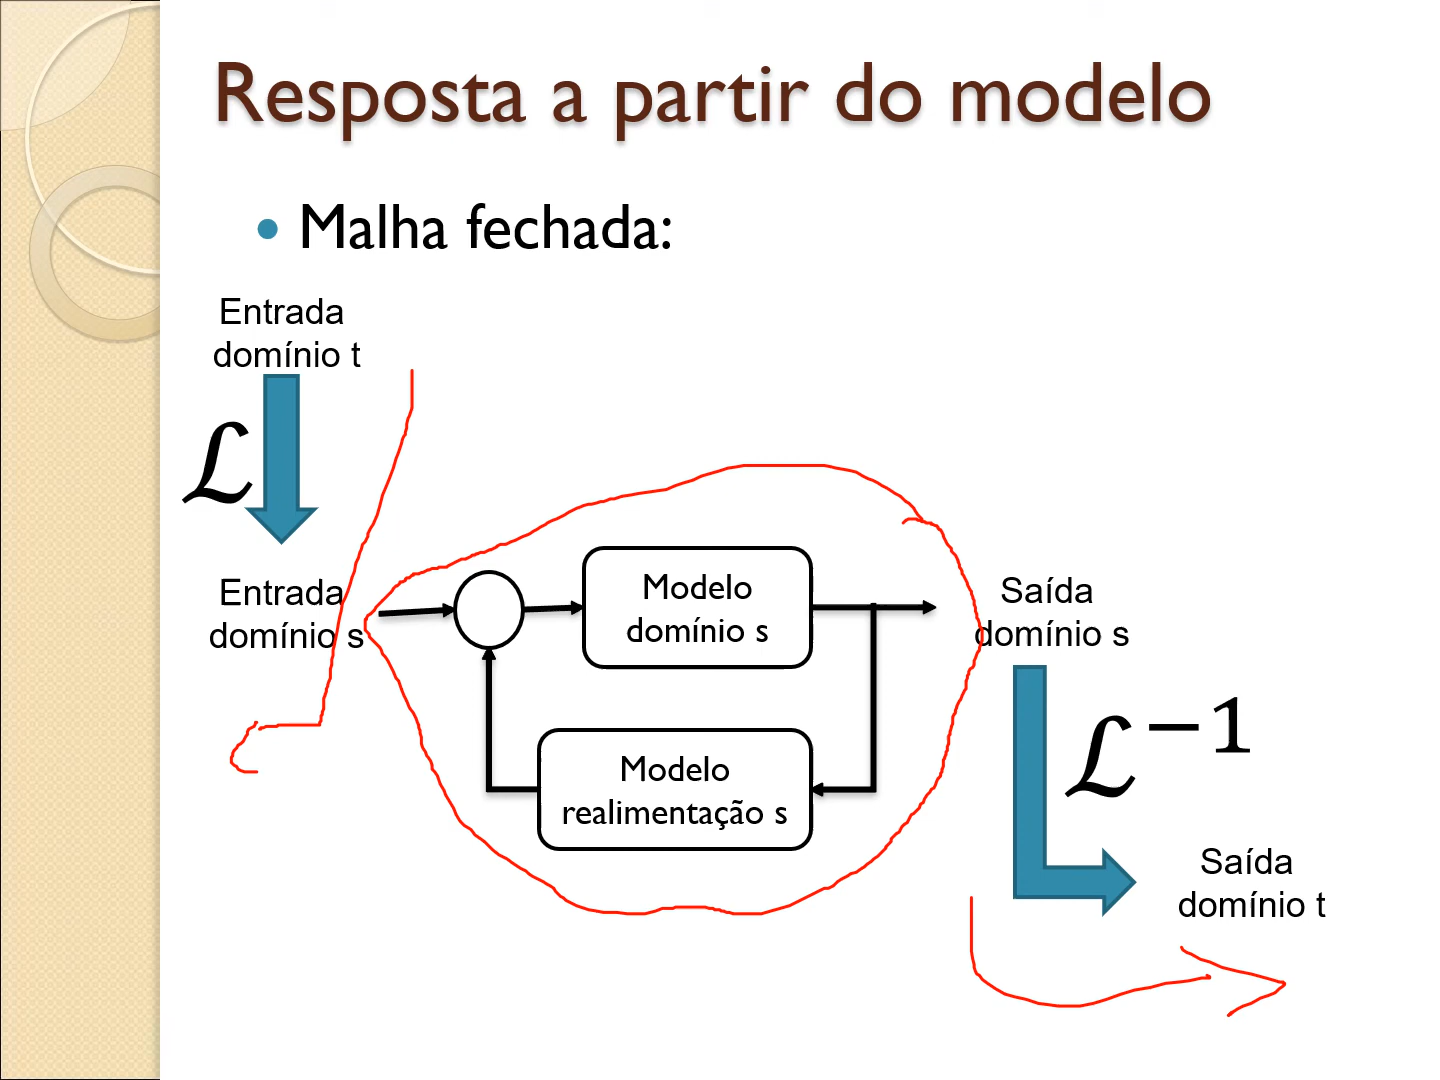 Resposta a partir do modelo
Malha fechada:
Entrada
domínio t
ℒ
Entrada
domínio s
Modelo
domínio s
Saída
domínio s
Modelo
realimentação s
ℒ⁻¹
Saída
domínio t